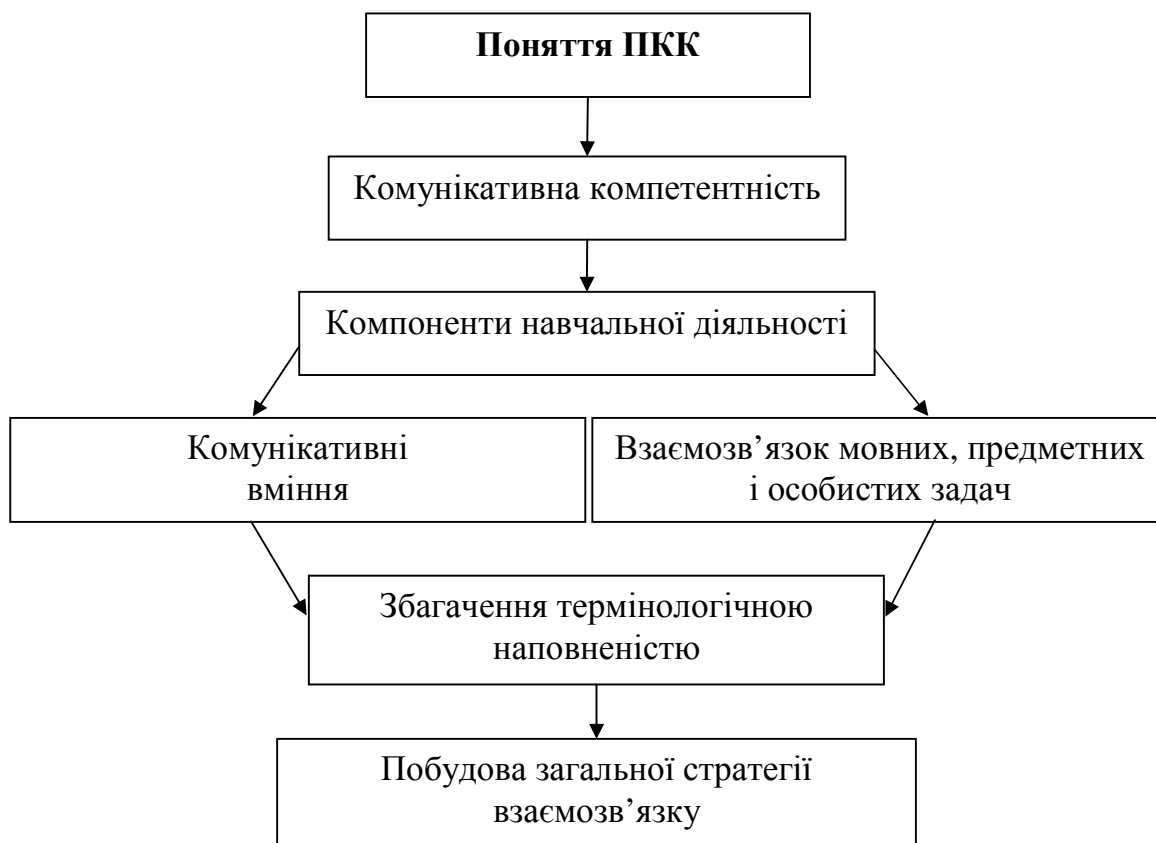 Поняття ПКК
Комунікативна компетентність
Компоненти навчальної діяльності
Комунікативні
вміння
Взаємозв’язок мовних, предметних
і особистих задач
Збагачення термінологічною
наповненістю
Побудова загальної стратегії
взаємозв’язку